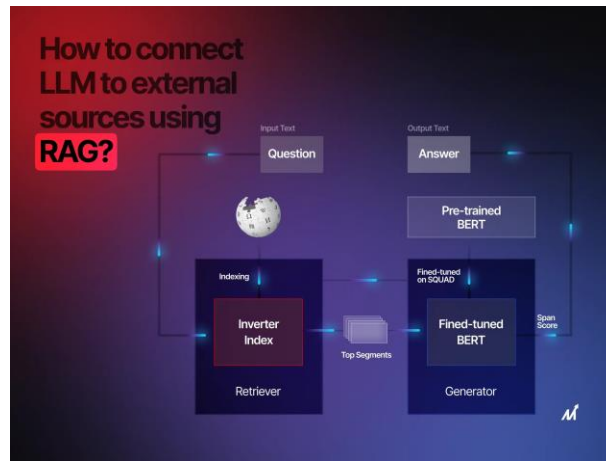 How to connect
LLM to external
sources using
RAG?
Input Text
Question
Output Text
Answer
Pre-trained
BERT
Indexing
Fined-tuned
on SQUAD
Inverter
Index
Top Segments
Fined-tuned
BERT
Span
Score
Retriever
Generator